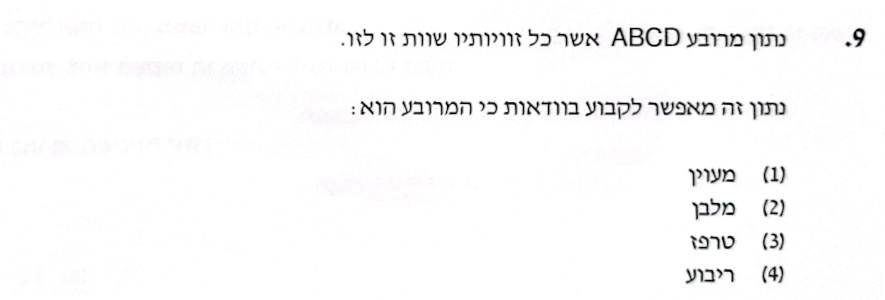 9. נתון מרובע ABCD אשר כל זוויותיו שוות זו לזו.
נתון זה מאפשר לקבוע בוודאות כי המרובע הוא:
(1) מעוין
(2) מלבן
(3) טרפז
(4) ריבוע